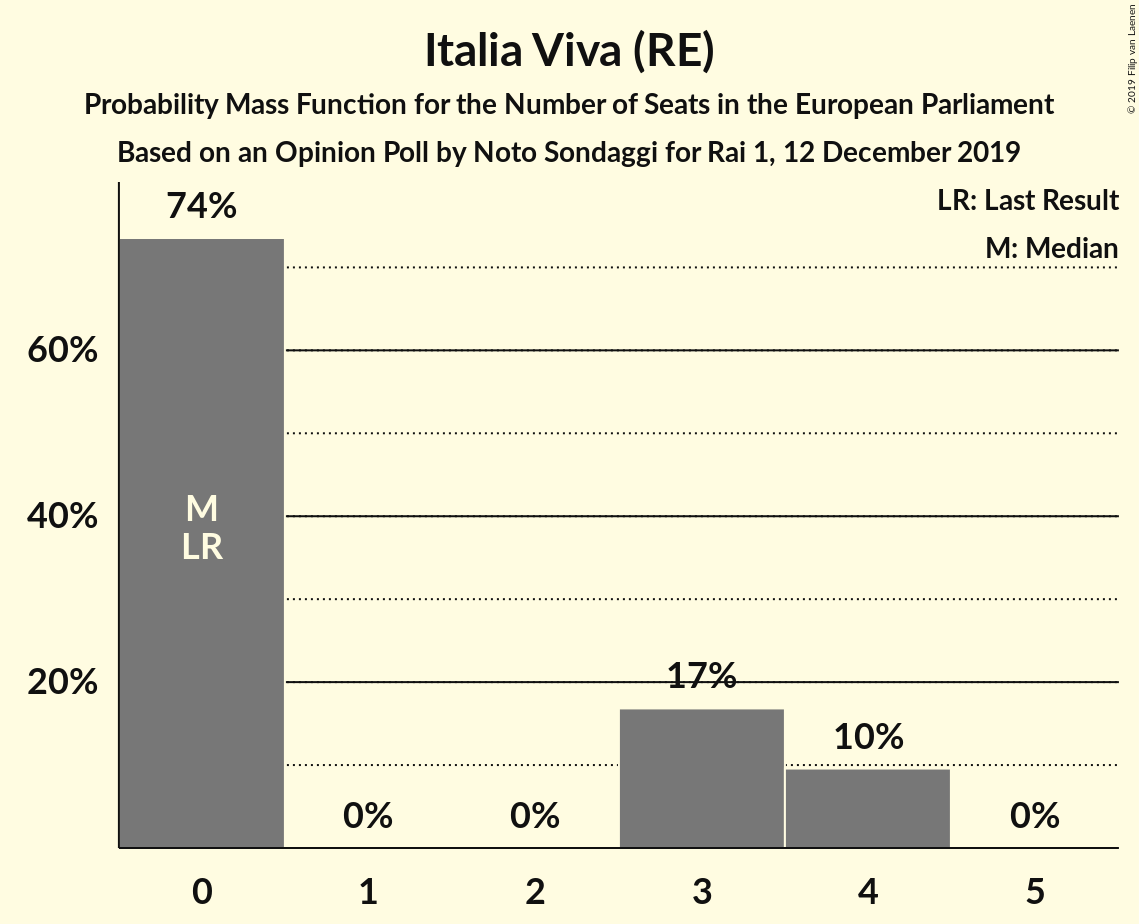 Italia Viva (RE)
Probability Mass Function for the Number of Seats in the European Parliament
Based on an Opinion Poll by Noto Sondaggi for Rai 1, 12 December 2019
© 2019 Filip van Laenen
LR: Last Result
M: Median
74%
60%
40%
20%
M
LR
0%
0%
17%
10%
0%
0
1
2
3
4
5